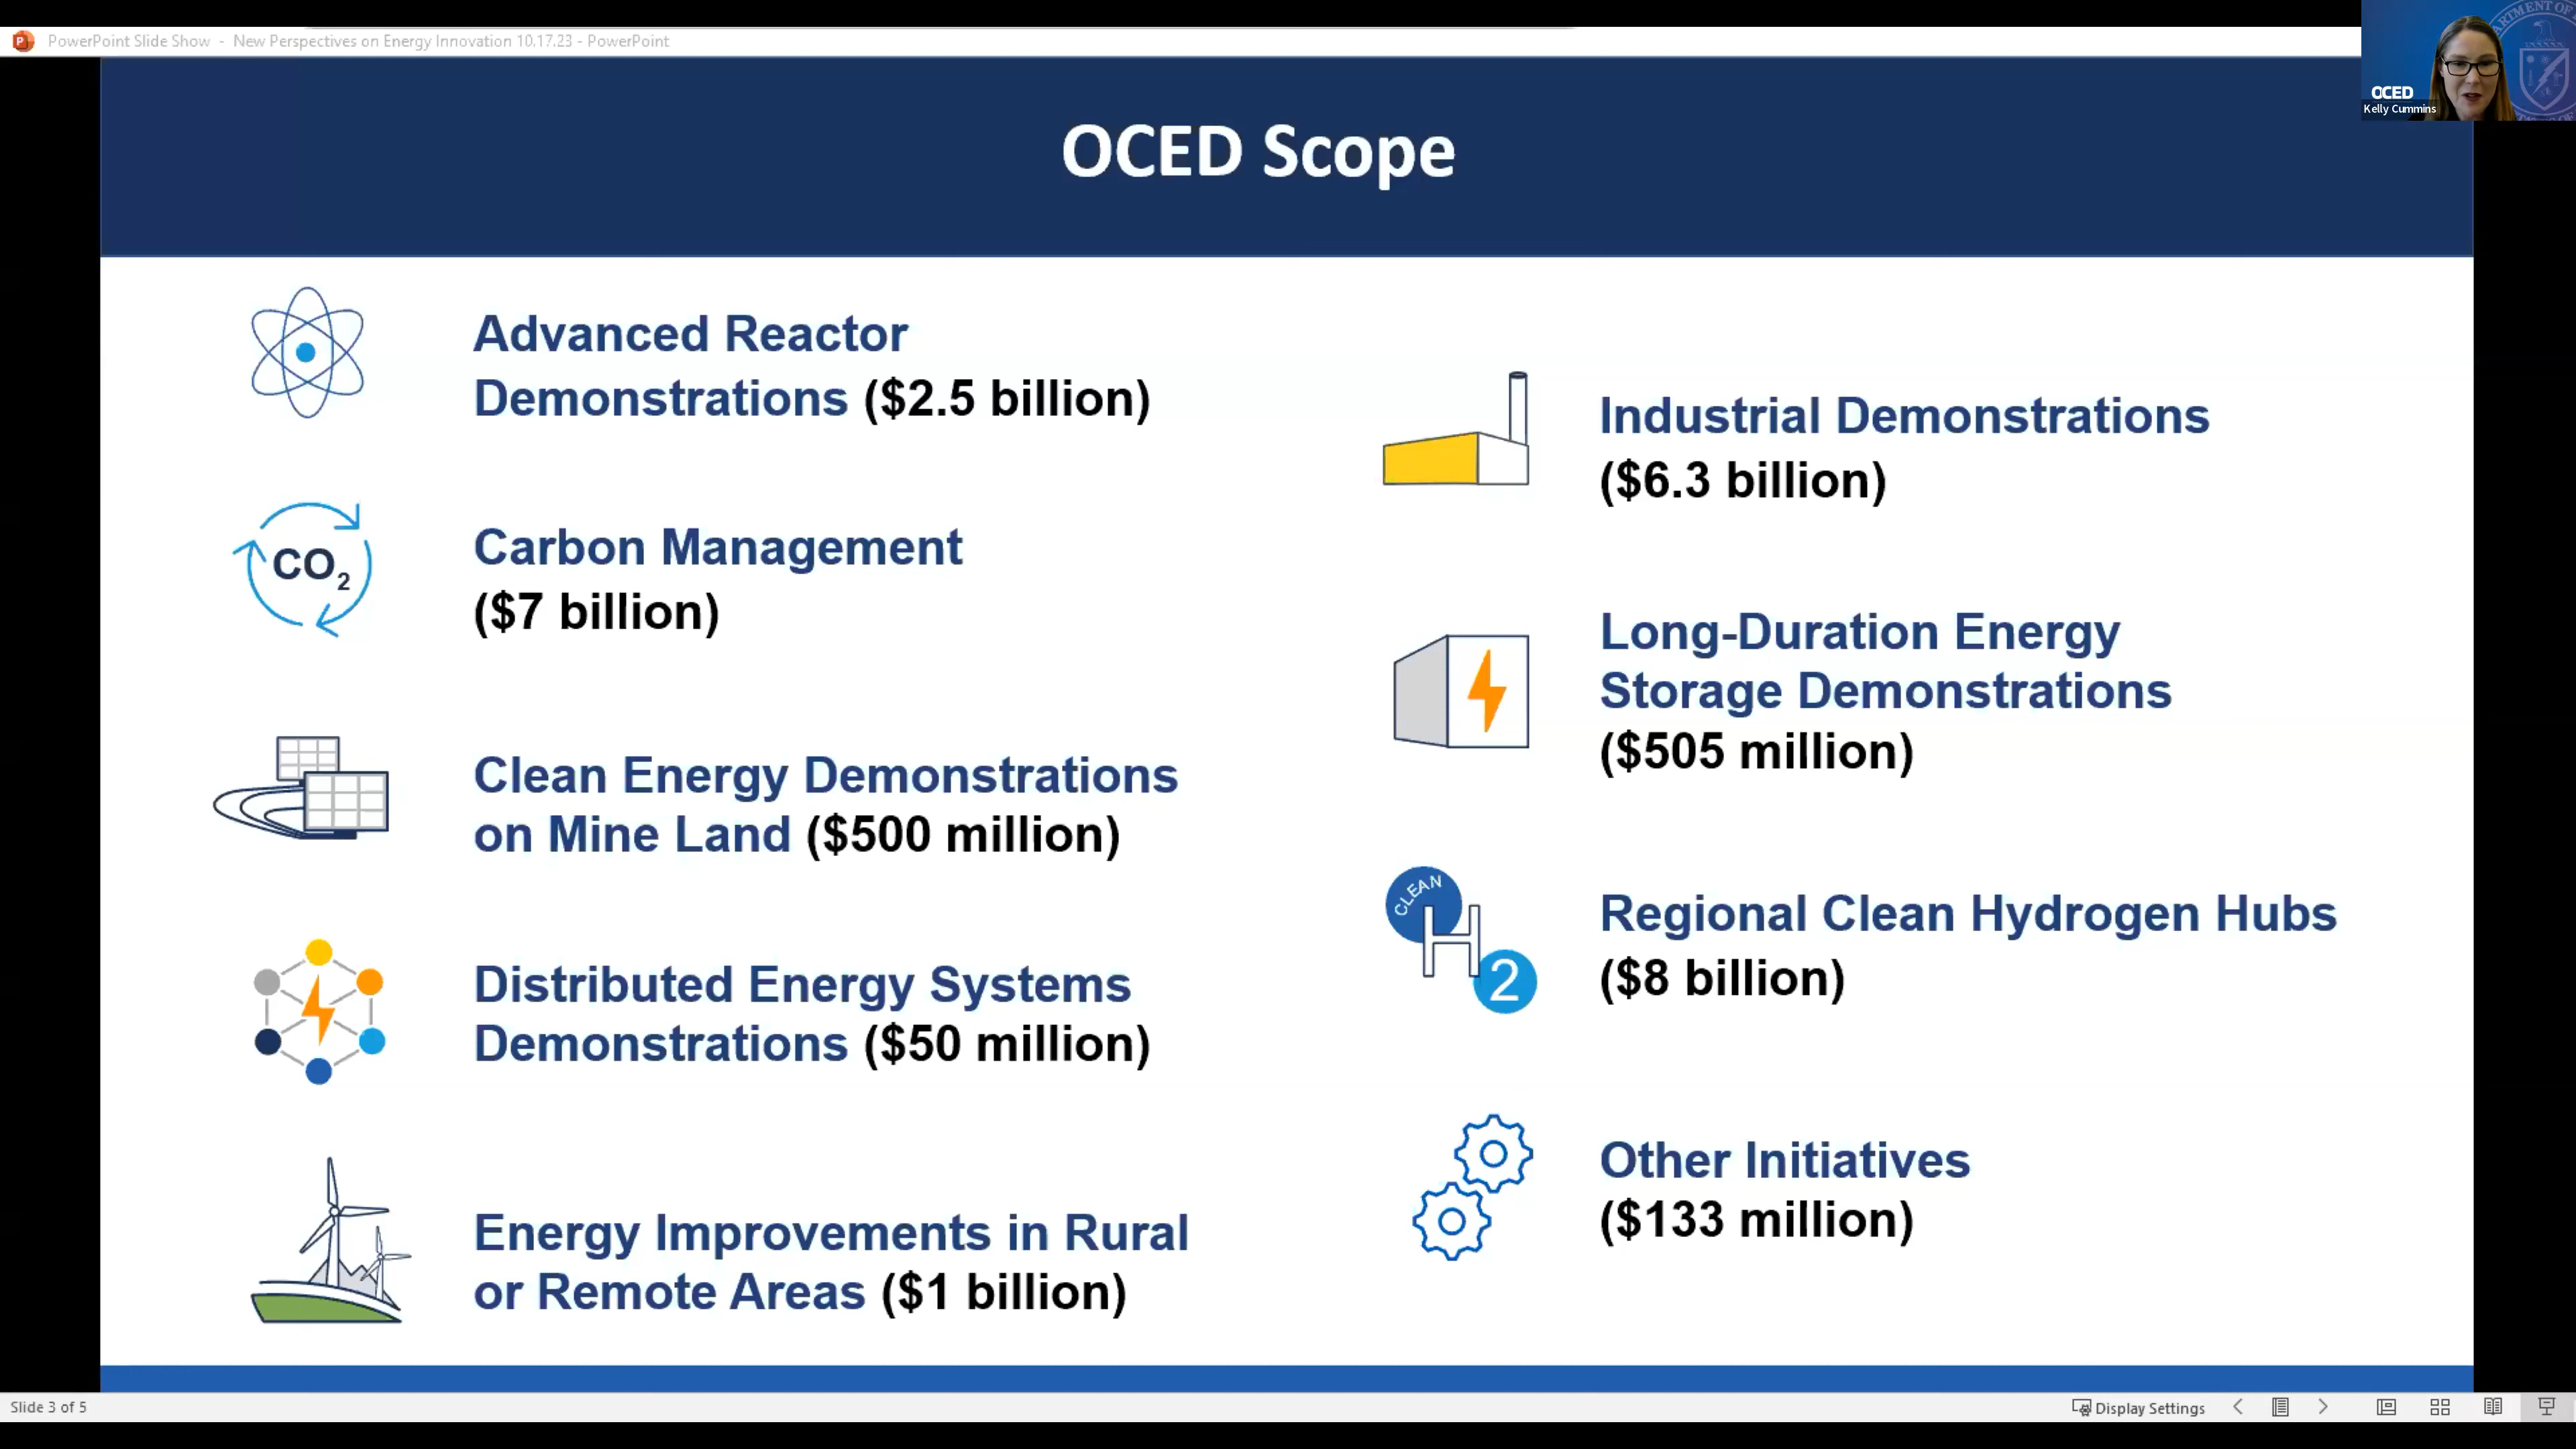 PowerPoint Slide Show - New Perspectives on Energy Innovation 10.17.23 - PowerPoint
OCED
Kelly Cummins
OCED Scope
Advanced Reactor
Demonstrations ($2.5 billion)
CO2
Carbon Management
($7 billion)
Clean Energy Demonstrations
on Mine Land ($500 million)
Distributed Energy Systems
Demonstrations ($50 million)
Energy Improvements in Rural
or Remote Areas ($1 billion)
Industrial Demonstrations
($6.3 billion)
Long-Duration Energy
Storage Demonstrations
($505 million)
CLEAN
H2
Regional Clean Hydrogen Hubs
($8 billion)
Other Initiatives
($133 million)
Slide 3 of 5
Display Settings